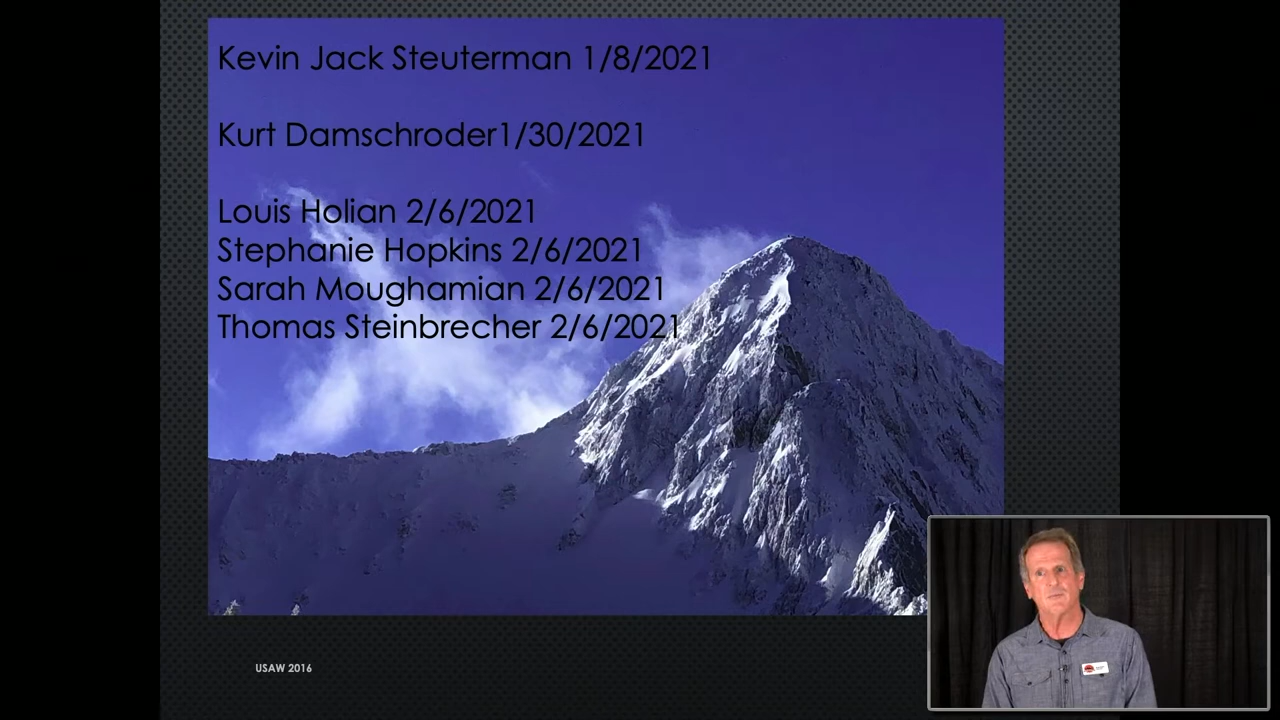 Kevin Jack Steuterman 1/8/2021
Kurt Damschroder1/30/2021
Louis Holian 2/6/2021
Stephanie Hopkins 2/6/2021
Sarah Moughamian 2/6/2021
Thomas Steinbrecher 2/6/2021
USAW 2016